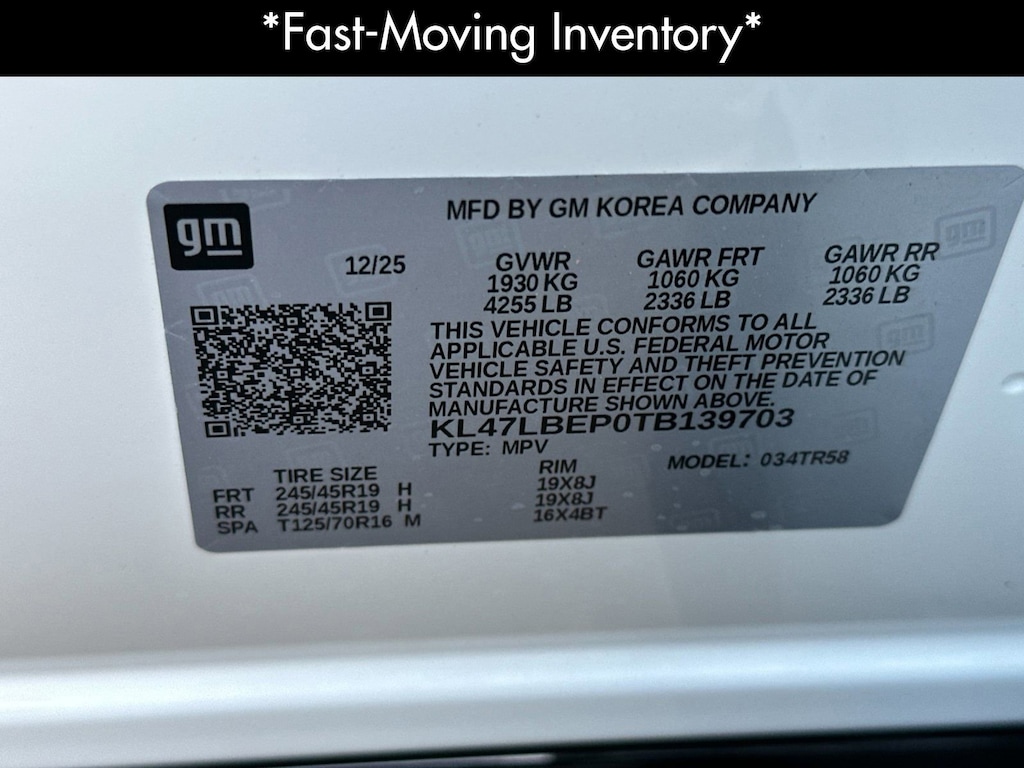 *Fast-Moving Inventory*
gm
MFD BY GM KOREA COMPANY
12/25
GVWR
1930 KG
4255 LB
GAWR FRT
1060 KG
2336 LB
GAWR RR
1060 KG
2336 LB
THIS VEHICLE CONFORMS TO ALL
APPLICABLE U.S. FEDERAL MOTOR
VEHICLE SAFETY AND THEFT PREVENTION
STANDARDS IN EFFECT ON THE DATE OF
MANUFACTURE SHOWN ABOVE.
KL47LBEP0TB139703
TYPE: MPV
MODEL: 034TR58
TIRE SIZE
FRT 245/45R19 H
RR 245/45R19 H
SPA T125/70R16 M
RIM
19X8J
19X8J
16X4BT